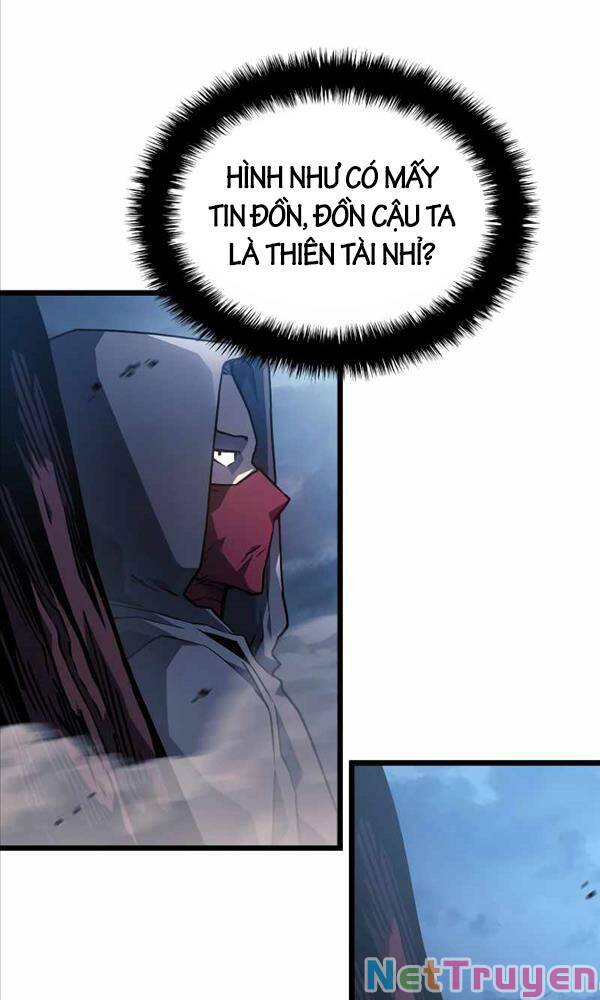 HÌNH NHƯ CÓ MẤY
TIN ĐỒN, ĐỒN CẬU TA
LÀ THIÊN TÀI NHỈ?
NetTruyen